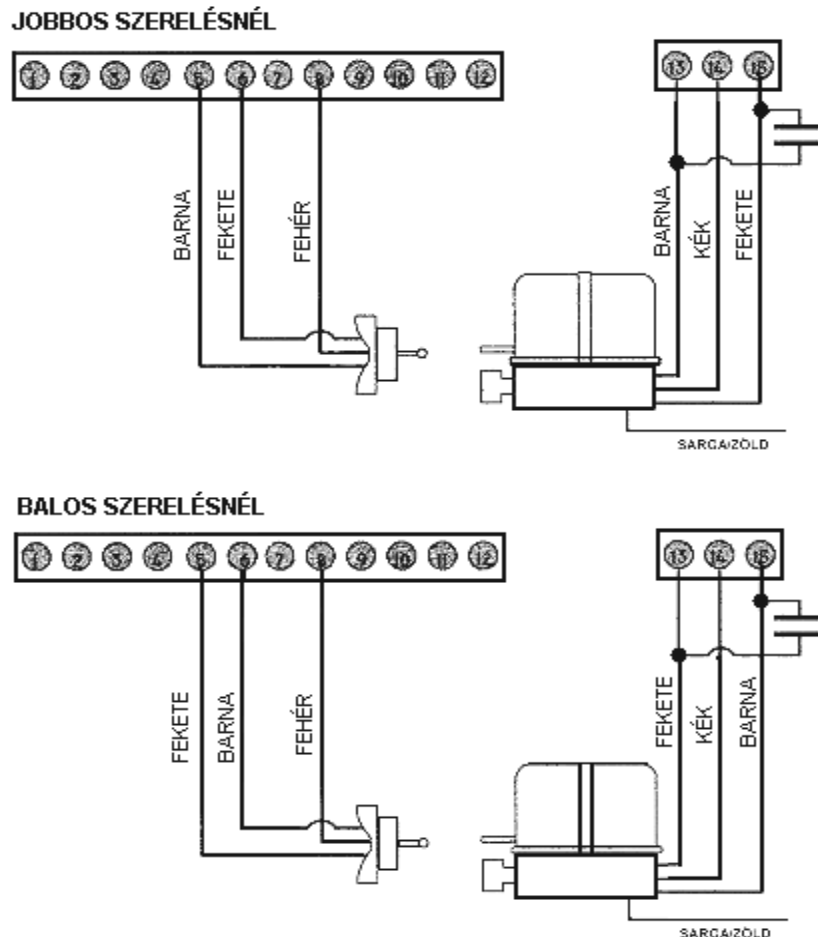 JOBBOS SZERELÉSNÉL
1 2 3 4 5 6 7 8 9 10 11 12
13 14 15
BARNA
FEKETE
FEHÉR
BARNA
KÉK
FEKETE
SARGA/ZÖLD
BALOS SZERELÉSNÉL
1 2 3 4 5 6 7 8 9 10 11 12
13 14 15
FEKETE
BARNA
FEHÉR
FEKETE
KÉK
BARNA
SARGA/ZÖLD